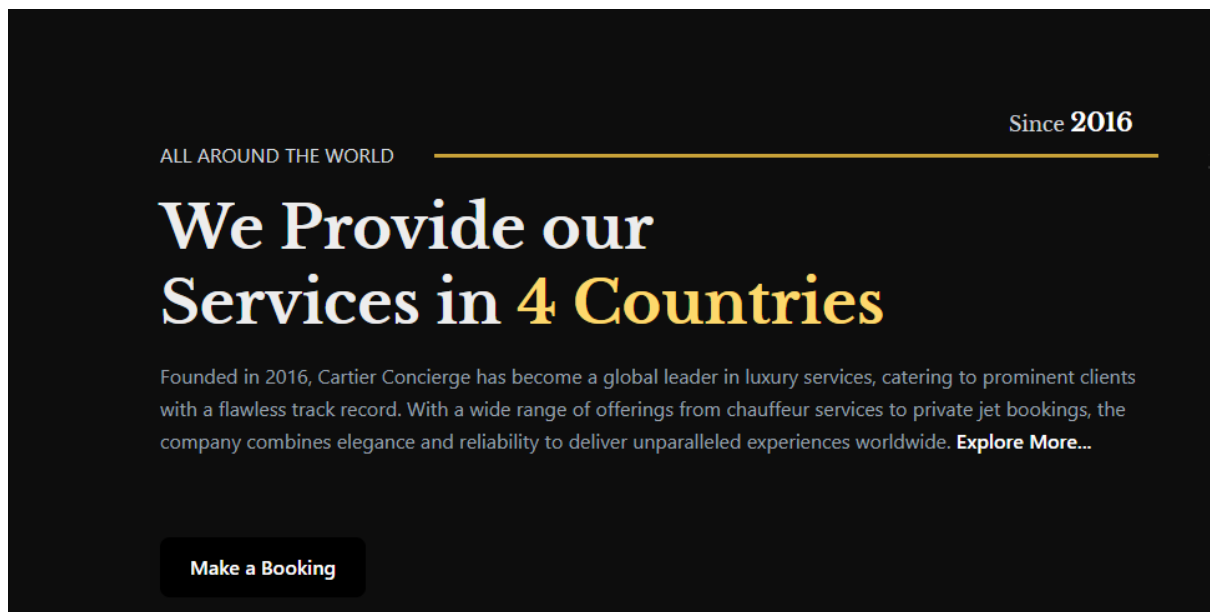 Since 2016
ALL AROUND THE WORLD
We Provide our
Services in 4 Countries
Founded in 2016, Cartier Concierge has become a global leader in luxury services, catering to prominent clients
with a flawless track record. With a wide range of offerings from chauffeur services to private jet bookings, the
company combines elegance and reliability to deliver unparalleled experiences worldwide. Explore More...
Make a Booking